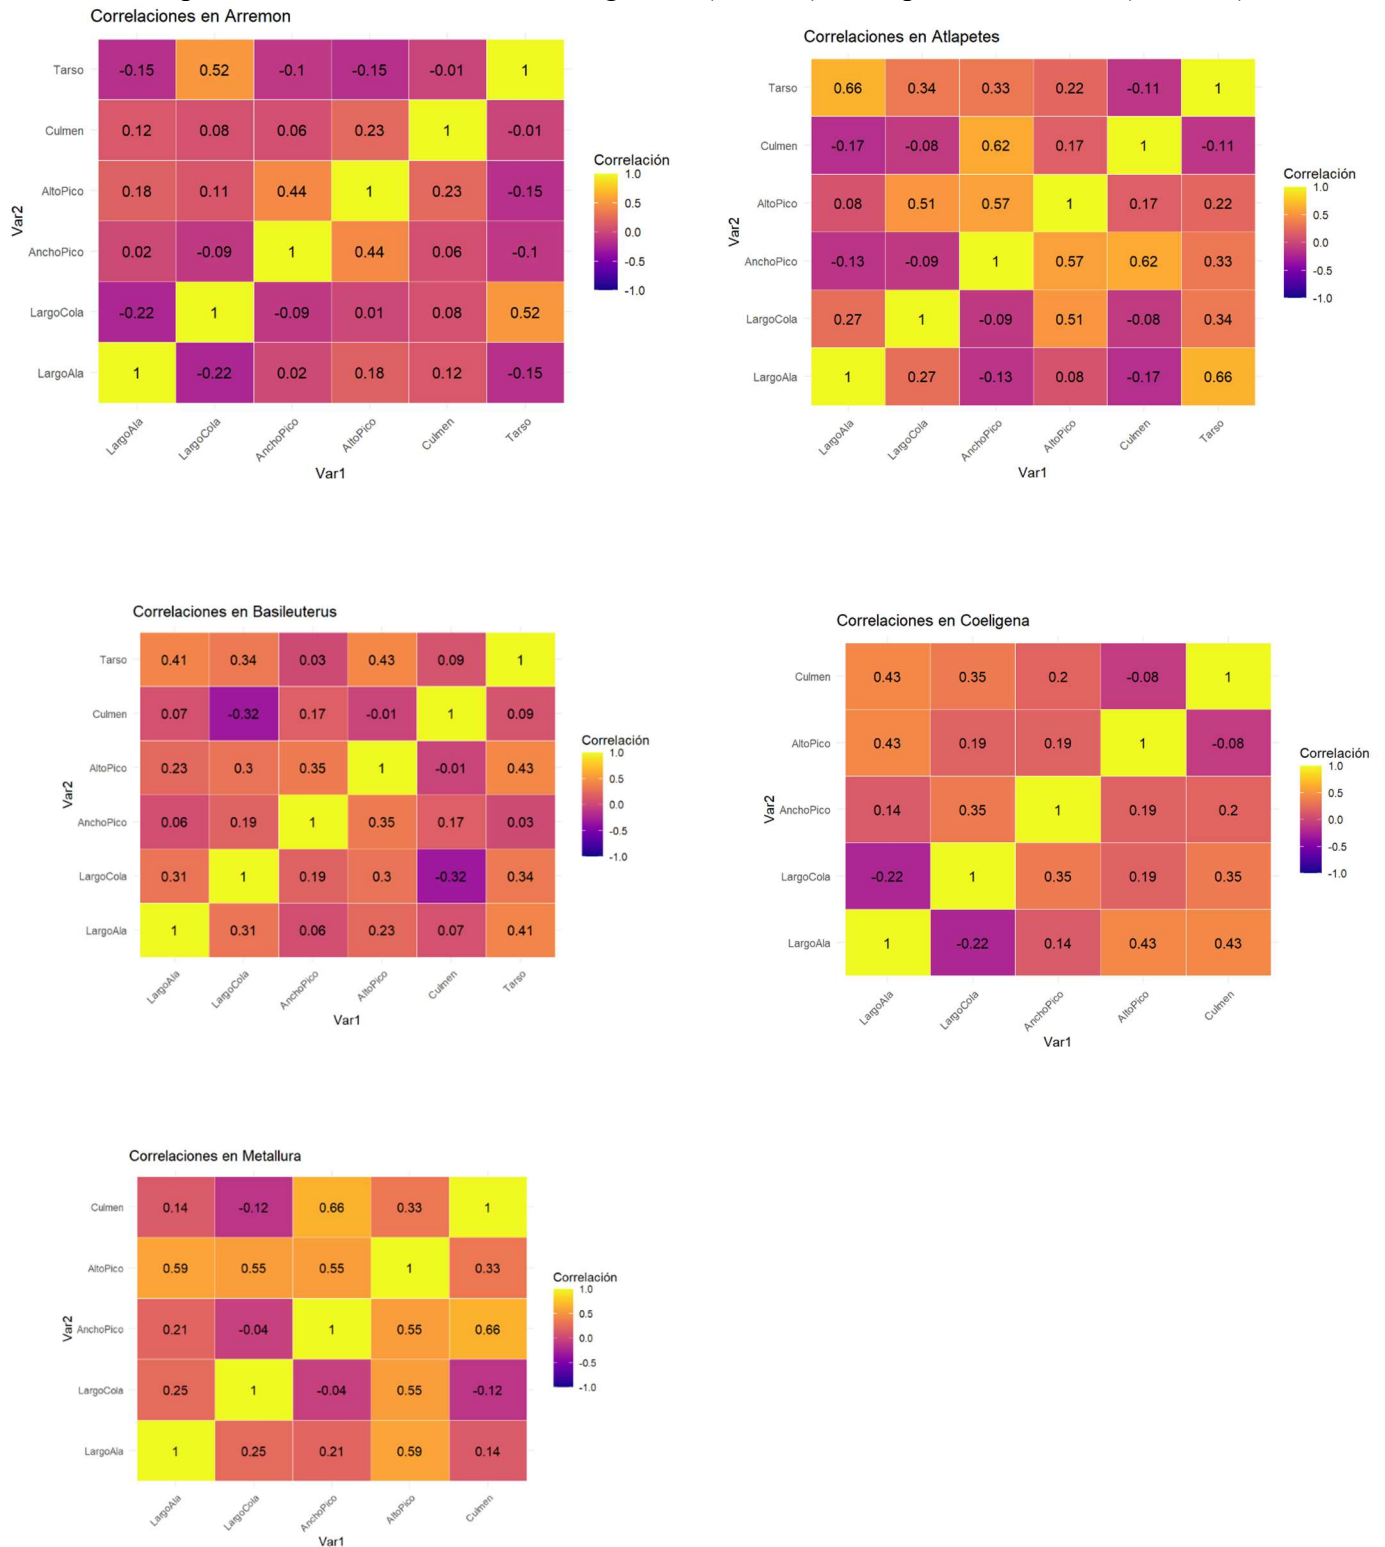 Correlaciones en Arremon
Tarso -0.15 0.52 -0.1 -0.15 -0.01 1
Culmen 0.12 0.08 0.06 0.23 1 -0.01
AltoPico 0.18 0.11 0.44 1 0.23 -0.15
AnchoPico 0.02 -0.09 1 0.44 0.06 -0.1
LargoCola -0.22 1 -0.09 0.01 0.08 0.52
LargoAla 1 -0.22 0.02 0.18 0.12 -0.15
LargoAla LargoCola AnchoPico AltoPico Culmen Tarso
Var1
Var2
Correlación
1.0
0.5
0.0
-0.5
-1.0
Correlaciones en Atlapetes
Tarso 0.66 0.34 0.33 0.22 -0.11 1
Culmen -0.17 -0.08 0.62 0.17 1 -0.11
AltoPico 0.08 0.51 0.57 1 0.17 0.22
AnchoPico -0.13 -0.09 1 0.57 0.62 0.33
LargoCola 0.27 1 -0.09 0.51 -0.08 0.34
LargoAla 1 0.27 -0.13 0.08 -0.17 0.66
LargoAla LargoCola AnchoPico AltoPico Culmen Tarso
Var1
Var2
Correlación
1.0
0.5
0.0
-0.5
-1.0
Correlaciones en Basileuterus
Tarso 0.41 0.34 0.03 0.43 0.09 1
Culmen 0.07 -0.32 0.17 -0.01 1 0.09
AltoPico 0.23 0.3 0.35 1 -0.01 0.43
AnchoPico 0.06 0.19 1 0.35 0.17 0.03
LargoCola 0.31 1 0.19 0.3 -0.32 0.34
LargoAla 1 0.31 0.06 0.23 0.07 0.41
LargoAla LargoCola AnchoPico AltoPico Culmen Tarso
Var1
Var2
Correlación
1.0
0.5
0.0
-0.5
-1.0
Correlaciones en Coeligena
Culmen 0.43 0.35 0.2 -0.08 1
AltoPico 0.43 0.19 0.19 1 -0.08
AnchoPico 0.14 0.35 1 0.19 0.2
LargoCola -0.22 1 0.35 0.19 0.35
LargoAla 1 -0.22 0.14 0.43 0.43
LargoAla LargoCola AnchoPico AltoPico Culmen
Var1
Var2
Correlación
1.0
0.5
0.0
-0.5
-1.0
Correlaciones en Metallura
Culmen 0.14 -0.12 0.66 0.33 1
AltoPico 0.59 0.55 0.55 1 0.33
AnchoPico 0.21 -0.04 1 0.55 0.66
LargoCola 0.25 1 -0.04 0.55 -0.12
LargoAla 1 0.25 0.21 0.59 0.14
LargoAla LargoCola AnchoPico AltoPico Culmen
Var1
Var2
Correlación
1.0
0.5
0.0
-0.5
-1.0